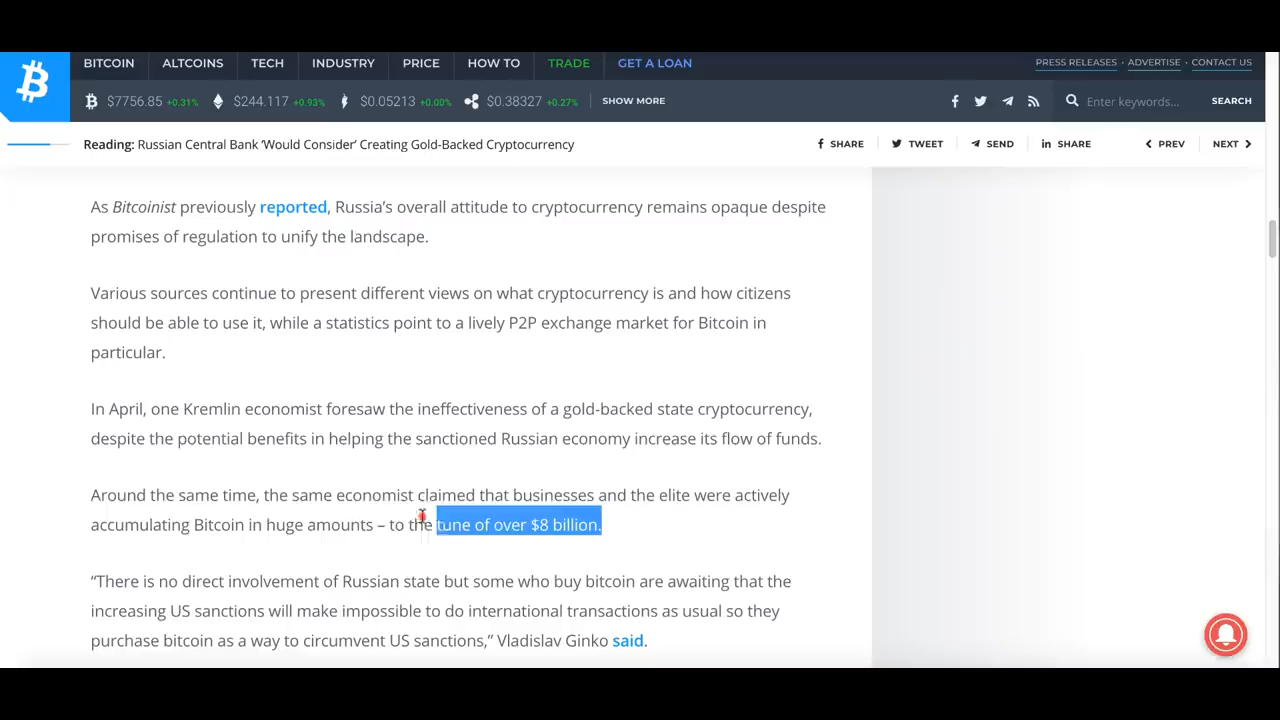 BITCOIN ALTCOINS TECH INDUSTRY PRICE HOW TO TRADE GET A LOAN PRESS RELEASES · ADVERTISE · CONTACT US
$7756.85 +0.31% $244.117 +0.93% $0.05213 +0.00% $0.38327 +0.27% SHOW MORE Enter keywords... SEARCH
Reading: Russian Central Bank ‘Would Consider’ Creating Gold-Backed Cryptocurrency SHARE TWEET SEND SHARE PREV NEXT
As Bitcoinist previously reported, Russia’s overall attitude to cryptocurrency remains opaque despite
promises of regulation to unify the landscape.
Various sources continue to present different views on what cryptocurrency is and how citizens
should be able to use it, while a statistics point to a lively P2P exchange market for Bitcoin in
particular.
In April, one Kremlin economist foresaw the ineffectiveness of a gold-backed state cryptocurrency,
despite the potential benefits in helping the sanctioned Russian economy increase its flow of funds.
Around the same time, the same economist claimed that businesses and the elite were actively
accumulating Bitcoin in huge amounts – to the tune of over $8 billion.
“There is no direct involvement of Russian state but some who buy bitcoin are awaiting that the
increasing US sanctions will make impossible to do international transactions as usual so they
purchase bitcoin as a way to circumvent US sanctions,” Vladislav Ginko said.